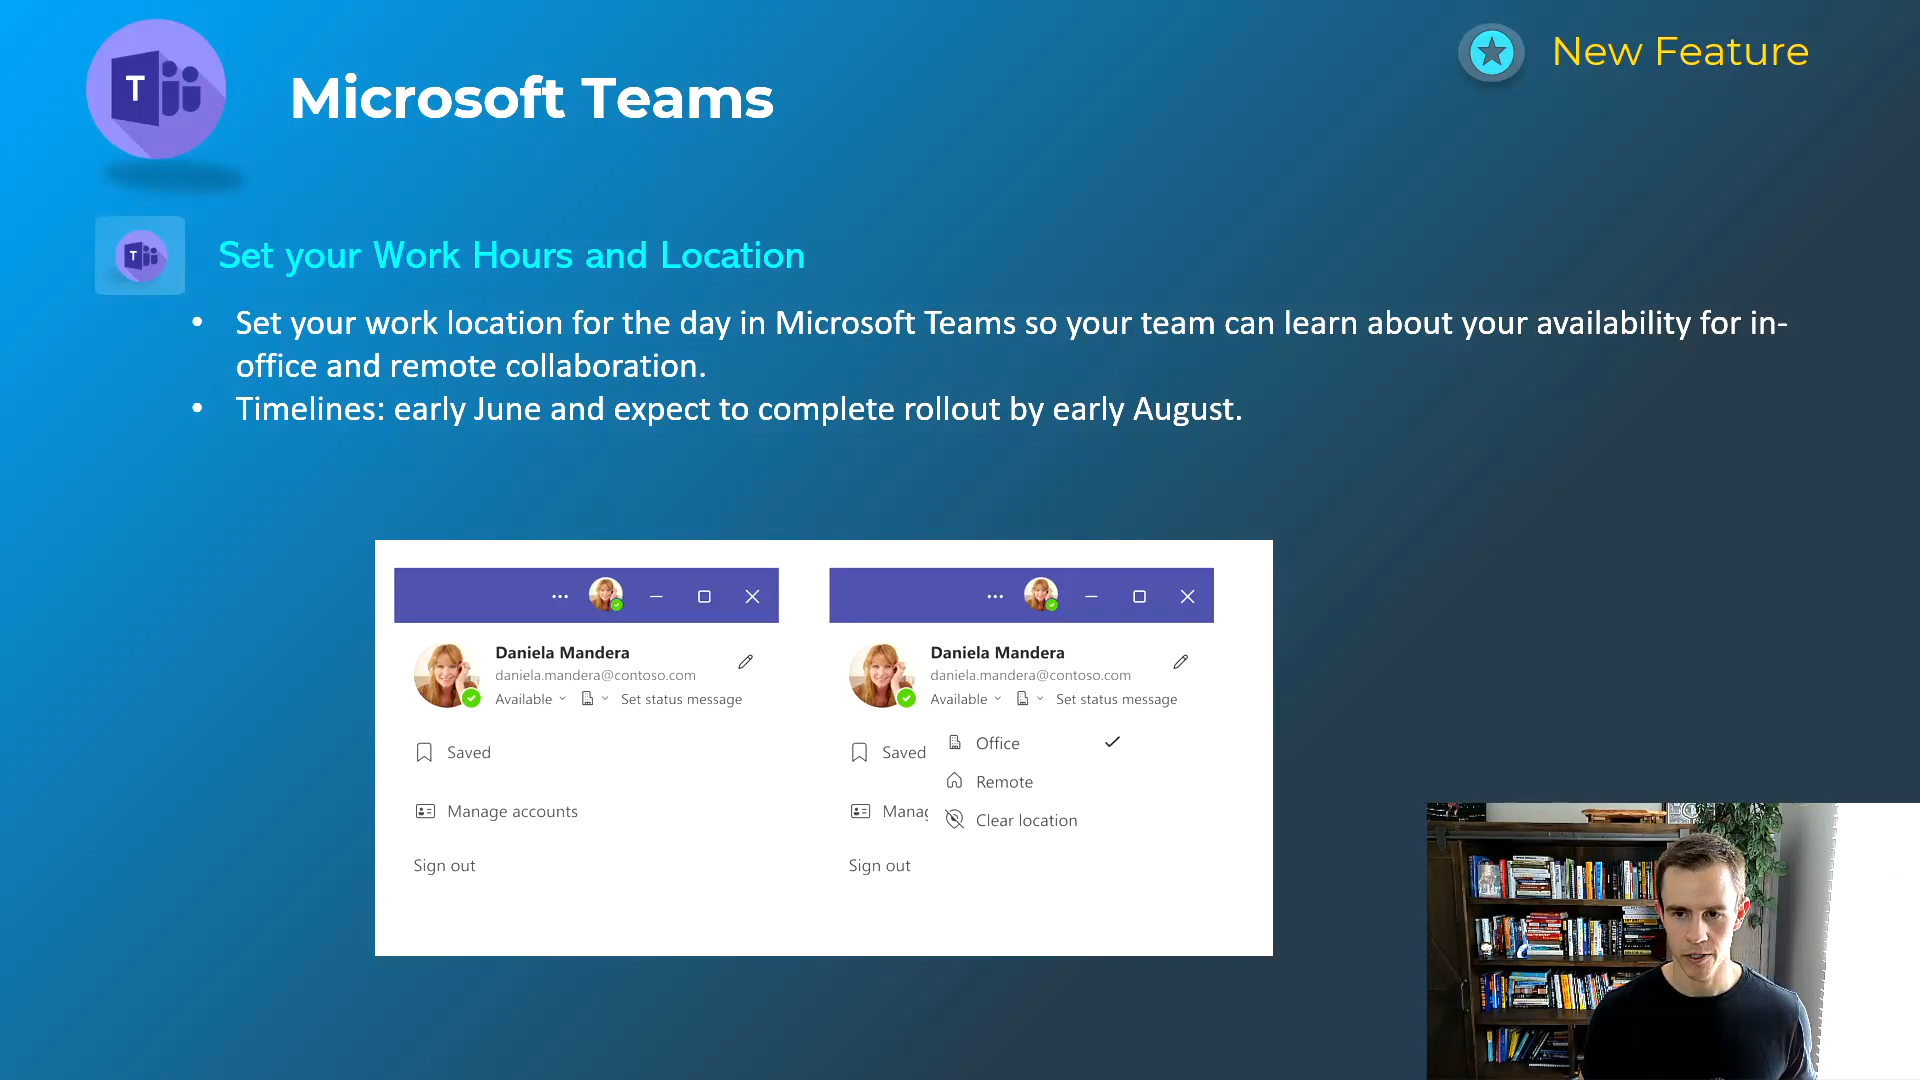 New Feature
T
Microsoft Teams
T
Set your Work Hours and Location
• Set your work location for the day in Microsoft Teams so your team can learn about your availability for in-
office and remote collaboration.
• Timelines: early June and expect to complete rollout by early August.
Daniela Mandera
daniela.mandera@contoso.com
Available Set status message
Saved
Manage accounts
Sign out
Daniela Mandera
daniela.mandera@contoso.com
Available Set status message
Saved
Office
Remote
Manag
Clear location
Sign out